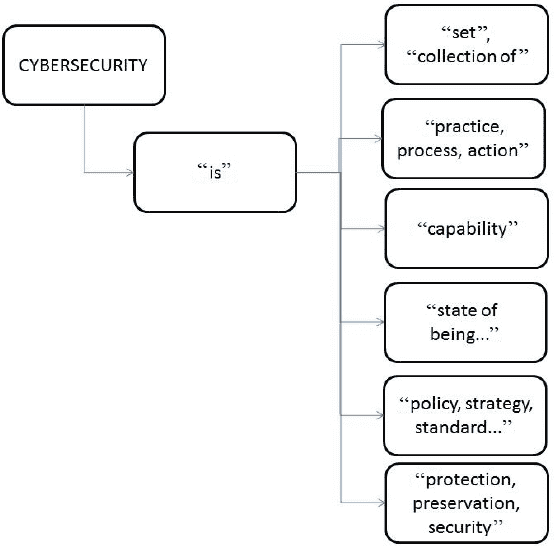 CYBERSECURITY
“is”
“set”,
“collection of”
“practice,
process, action”
“capability”
“state of
being...”
“policy, strategy,
standard...”
“protection,
preservation,
security”